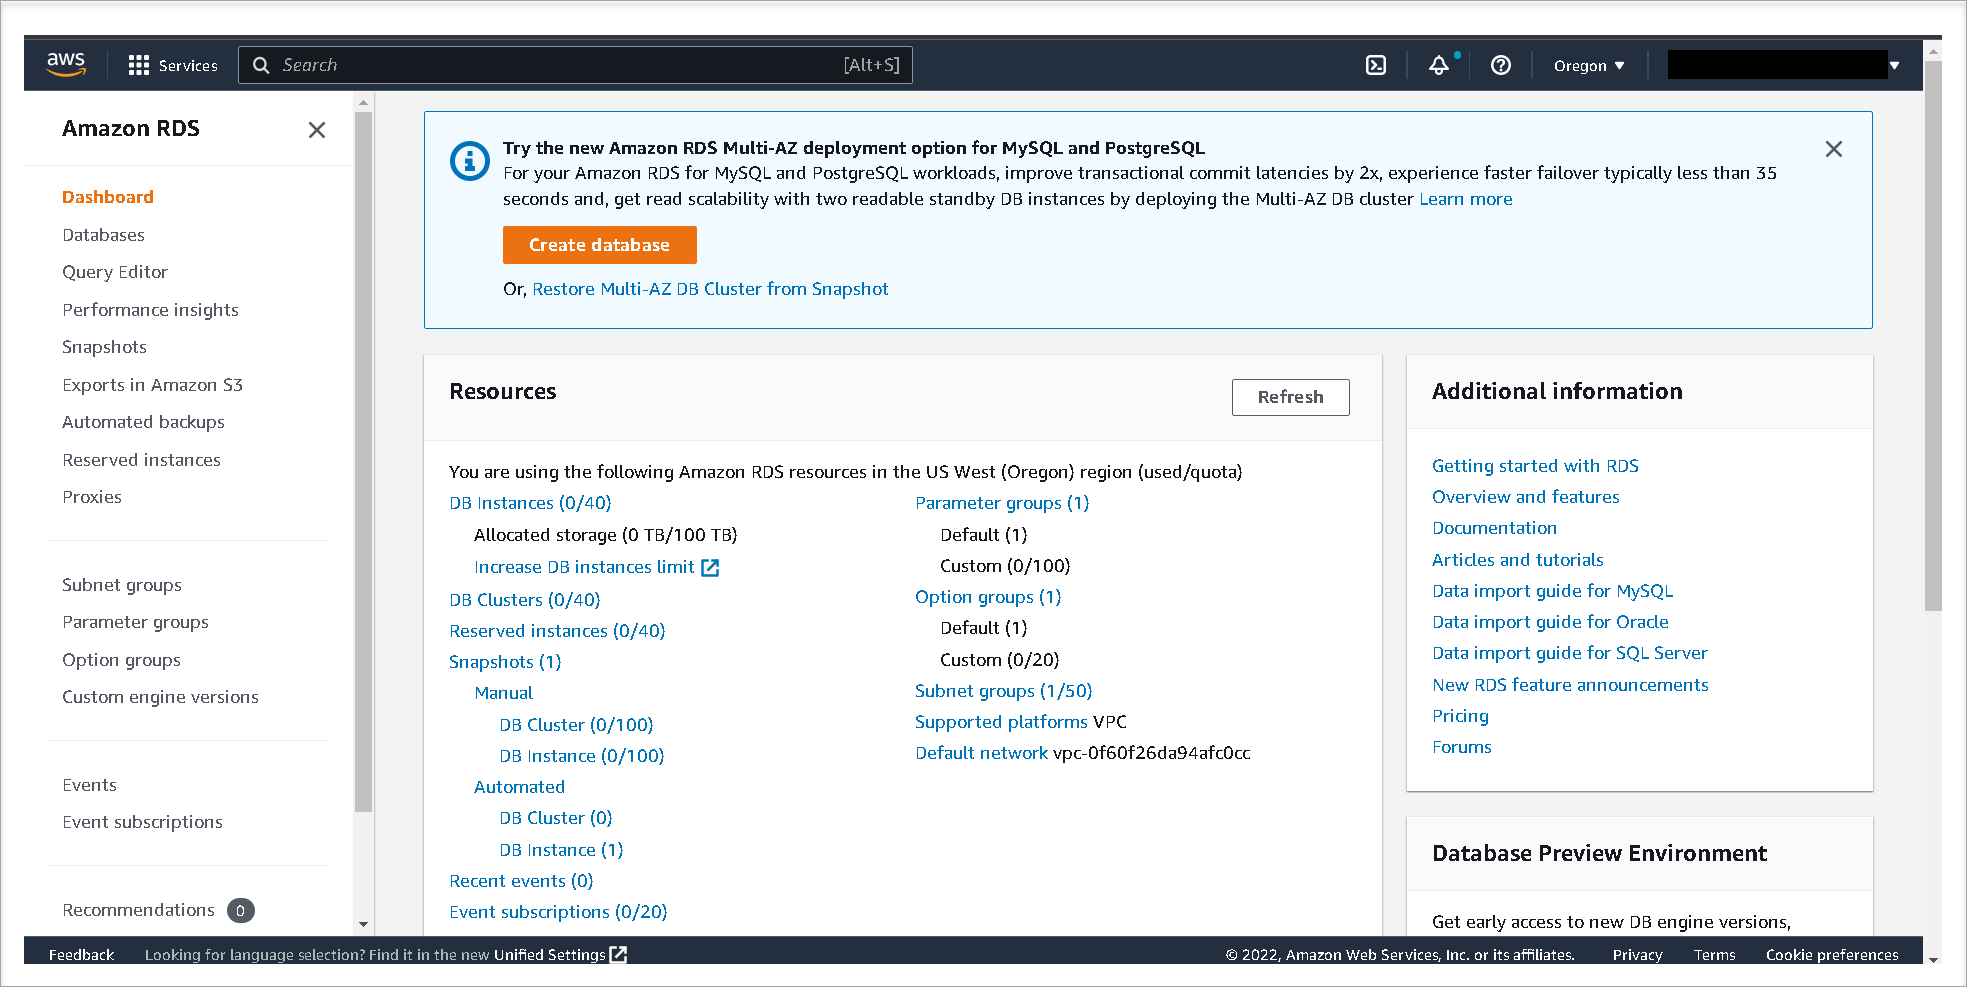 aws
Services
Search [Alt+S]
Oregon
Amazon RDS
Dashboard
Databases
Query Editor
Performance insights
Snapshots
Exports in Amazon S3
Automated backups
Reserved instances
Proxies
Subnet groups
Parameter groups
Option groups
Custom engine versions
Events
Event subscriptions
Recommendations 0
Try the new Amazon RDS Multi-AZ deployment option for MySQL and PostgreSQL
For your Amazon RDS for MySQL and PostgreSQL workloads, improve transactional commit latencies by 2x, experience faster failover typically less than 35
seconds and, get read scalability with two readable standby DB instances by deploying the Multi-AZ DB cluster Learn more
Create database
Or, Restore Multi-AZ DB Cluster from Snapshot
Resources
Refresh
You are using the following Amazon RDS resources in the US West (Oregon) region (used/quota)
DB Instances (0/40)
Allocated storage (0 TB/100 TB)
Increase DB instances limit
DB Clusters (0/40)
Reserved instances (0/40)
Snapshots (1)
Manual
DB Cluster (0/100)
DB Instance (0/100)
Automated
DB Cluster (0)
DB Instance (1)
Recent events (0)
Event subscriptions (0/20)
Parameter groups (1)
Default (1)
Custom (0/100)
Option groups (1)
Default (1)
Custom (0/20)
Subnet groups (1/50)
Supported platforms VPC
Default network vpc-0f60f26da94afc0cc
Additional information
Getting started with RDS
Overview and features
Documentation
Articles and tutorials
Data import guide for MySQL
Data import guide for Oracle
Data import guide for SQL Server
New RDS feature announcements
Pricing
Forums
Database Preview Environment
Get early access to new DB engine versions,
Feedback
Looking for language selection? Find it in the new Unified Settings
© 2022, Amazon Web Services, Inc. or its affiliates.
Privacy
Terms
Cookie preferences